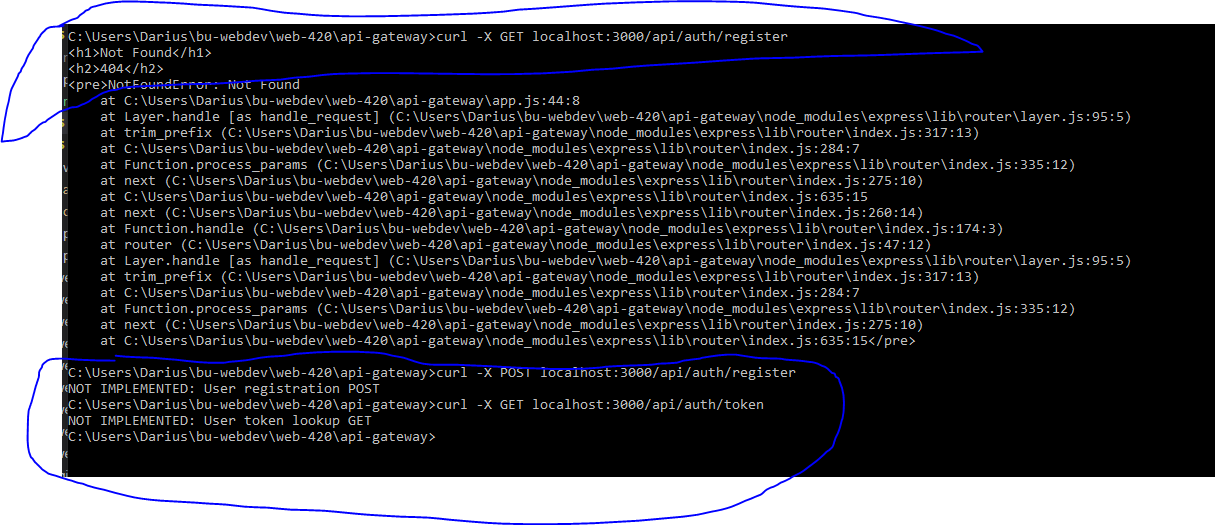 C:\Users\Darius\bu-webdev\web-420\api-gateway>curl -X GET localhost:3000/api/auth/register
<h1>Not Found</h1>
<h2>404</h2>
<pre>NotFoundError: Not Found
    at C:\Users\Darius\bu-webdev\web-420\api-gateway\app.js:44:8
    at Layer.handle [as handle_request] (C:\Users\Darius\bu-webdev\web-420\api-gateway\node_modules\express\lib\router\layer.js:95:5)
    at trim_prefix (C:\Users\Darius\bu-webdev\web-420\api-gateway\node_modules\express\lib\router\index.js:317:13)
    at C:\Users\Darius\bu-webdev\web-420\api-gateway\node_modules\express\lib\router\index.js:284:7
    at Function.process_params (C:\Users\Darius\bu-webdev\web-420\api-gateway\node_modules\express\lib\router\index.js:335:12)
    at next (C:\Users\Darius\bu-webdev\web-420\api-gateway\node_modules\express\lib\router\index.js:275:10)
    at C:\Users\Darius\bu-webdev\web-420\api-gateway\node_modules\express\lib\router\index.js:635:15
    at next (C:\Users\Darius\bu-webdev\web-420\api-gateway\node_modules\express\lib\router\index.js:260:14)
    at Function.handle (C:\Users\Darius\bu-webdev\web-420\api-gateway\node_modules\express\lib\router\index.js:174:3)
    at router (C:\Users\Darius\bu-webdev\web-420\api-gateway\node_modules\express\lib\router\index.js:47:12)
    at Layer.handle [as handle_request] (C:\Users\Darius\bu-webdev\web-420\api-gateway\node_modules\express\lib\router\layer.js:95:5)
    at trim_prefix (C:\Users\Darius\bu-webdev\web-420\api-gateway\node_modules\express\lib\router\index.js:317:13)
    at C:\Users\Darius\bu-webdev\web-420\api-gateway\node_modules\express\lib\router\index.js:284:7
    at Function.process_params (C:\Users\Darius\bu-webdev\web-420\api-gateway\node_modules\express\lib\router\index.js:335:12)
    at next (C:\Users\Darius\bu-webdev\web-420\api-gateway\node_modules\express\lib\router\index.js:275:10)
    at C:\Users\Darius\bu-webdev\web-420\api-gateway\node_modules\express\lib\router\index.js:635:15</pre>
C:\Users\Darius\bu-webdev\web-420\api-gateway>curl -X POST localhost:3000/api/auth/register
NOT IMPLEMENTED: User registration POST
C:\Users\Darius\bu-webdev\web-420\api-gateway>curl -X GET localhost:3000/api/auth/token
NOT IMPLEMENTED: User token lookup GET
C:\Users\Darius\bu-webdev\web-420\api-gateway>